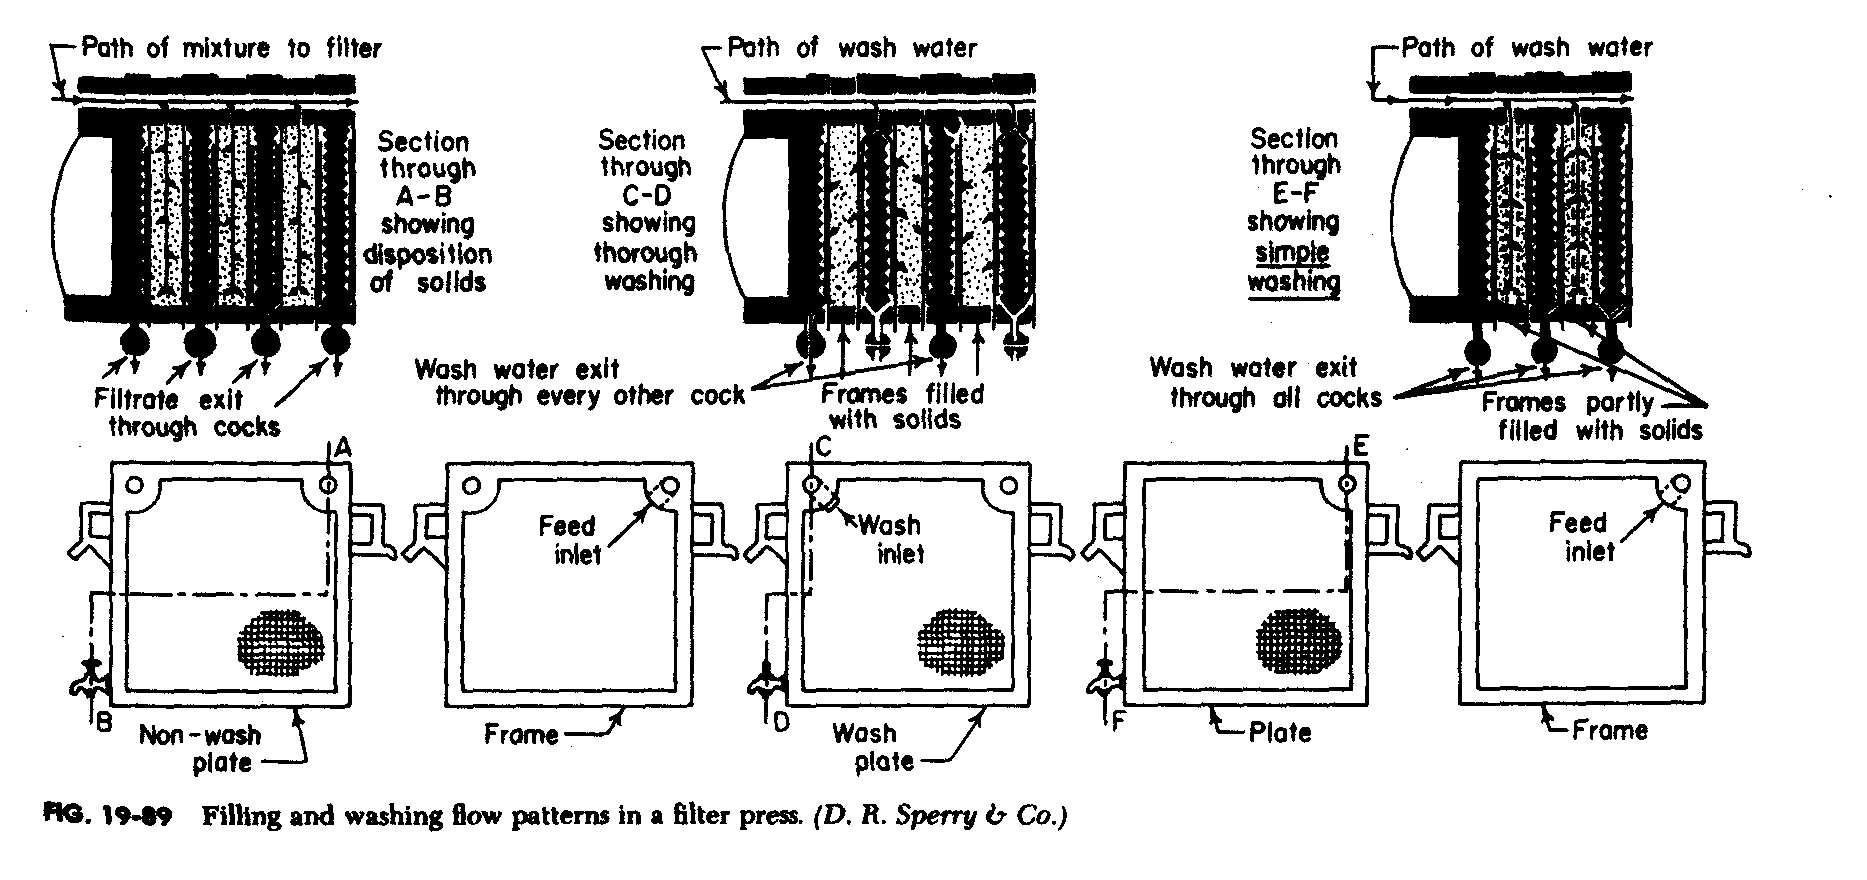 Path of mixture to filter
Section
through
A-B
showing
disposition
of solids
Filtrate exit
through cocks
Path of wash water
Section
through
C-D
showing
thorough
washing
Wash water exit
through every other cock
Frames filled
with solids
Path of wash water
Section
through
E-F
showing
simple
washing
Wash water exit
through all cocks
Frames partly
filled with solids
A
B
Non-wash
plate
Feed
inlet
Frame
C
Wash
inlet
D
Wash
plate
E
F
Plate
Feed
inlet
Frame
FIG. 19-89 Filling and washing flow patterns in a filter press. (D. R. Sperry & Co.)